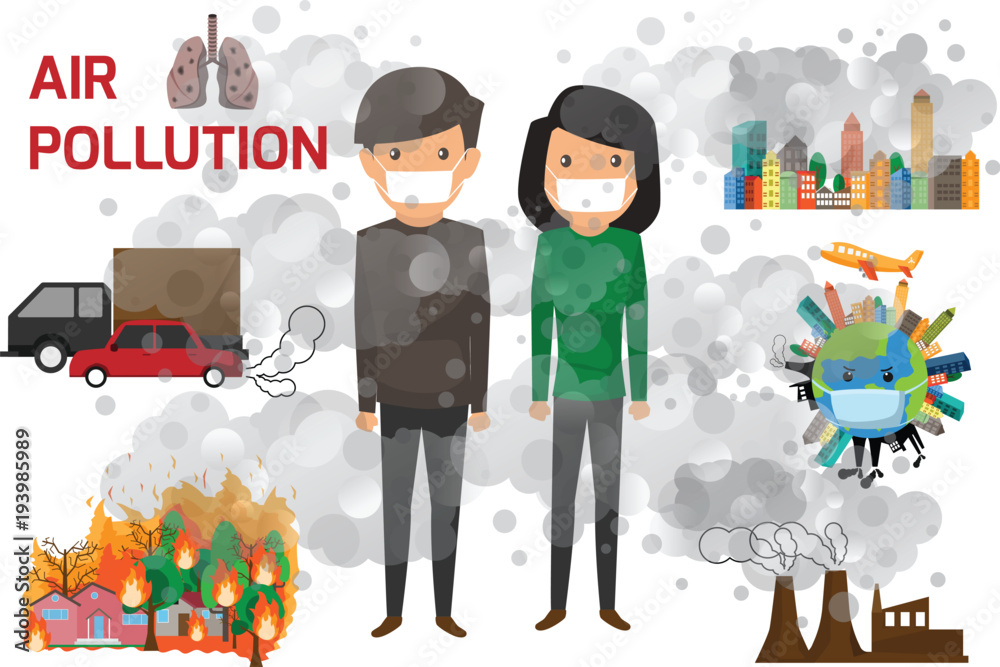 AIR
POLLUTION
Adobe Stock | #193985989